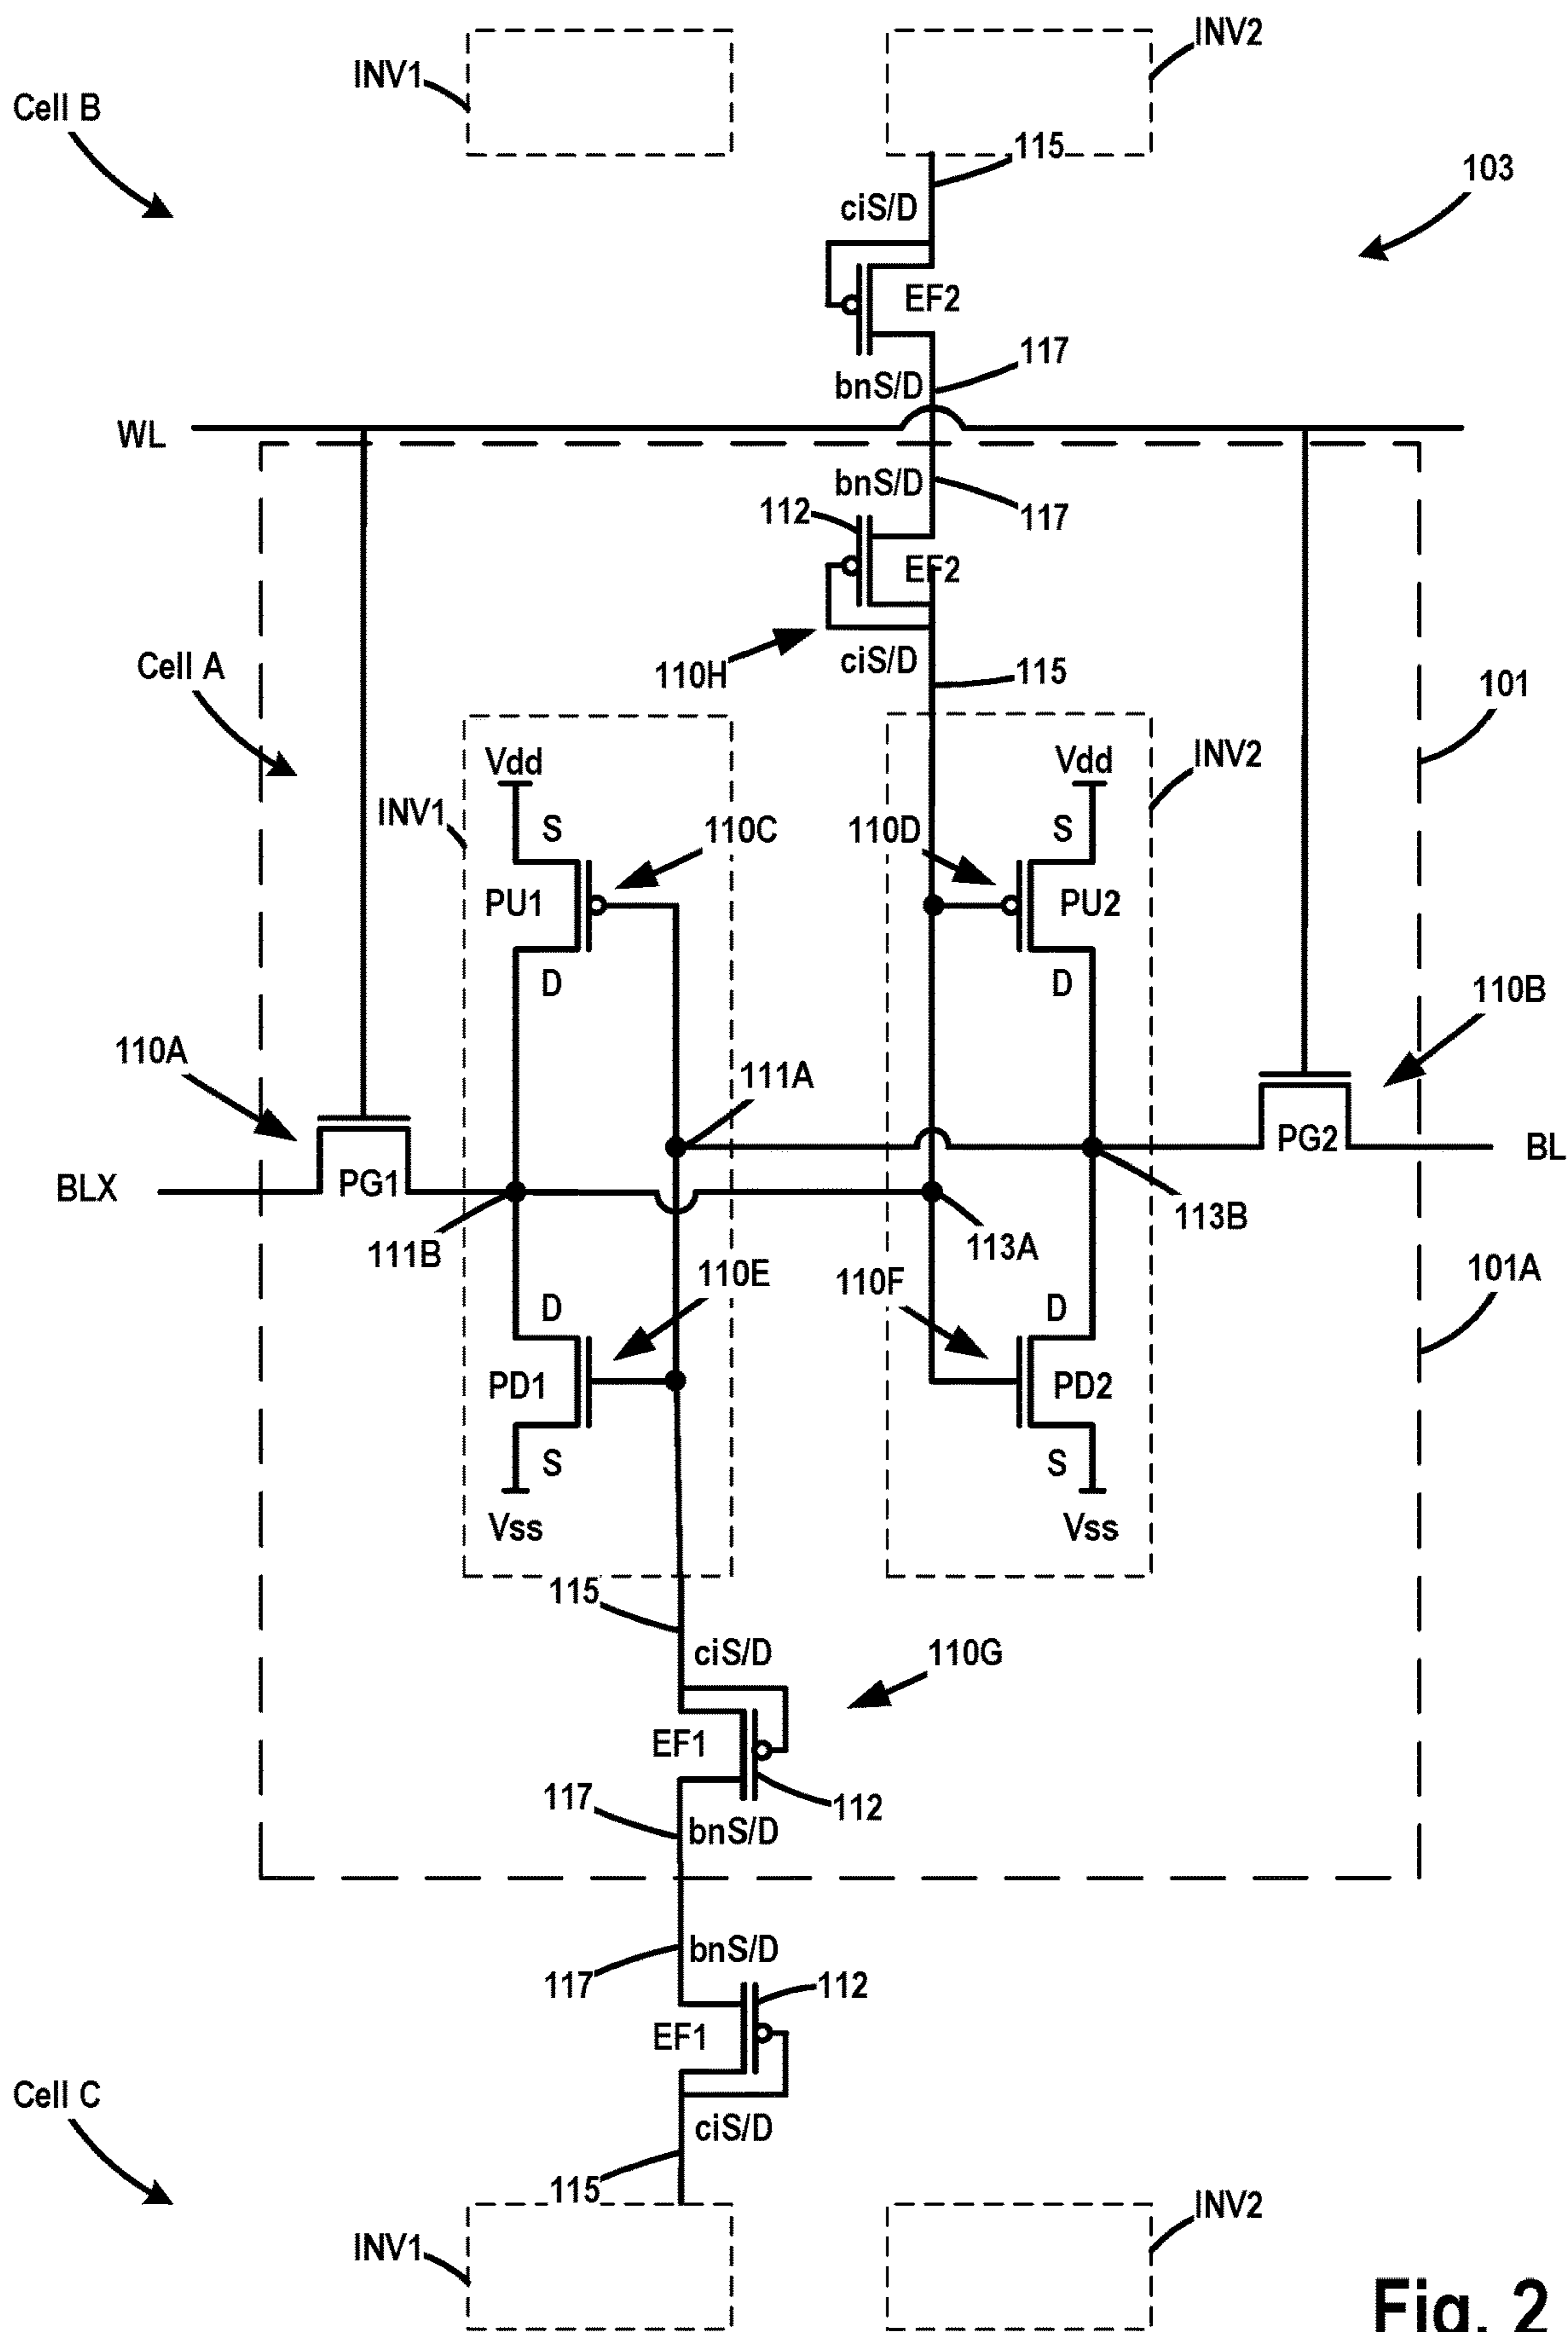 INV1
INV2
Cell B
115
103
ciS/D
EF2
117
bnS/D
WL
bnS/D
112
117
EF2
Cell A
110H
ciS/D
115
101
Vdd
Vdd
INV2
INV1
S
110C
110D
S
PU1
PU2
D
D
110B
110A
111A
PG2
BL
BLX
PG1
111B
113A
113B
110E
110F
101A
D
D
PD1
PD2
S
S
Vss
Vss
115
ciS/D
110G
EF1
117
112
bnS/D
bnS/D
117
112
EF1
Cell C
ciS/D
115
INV1
INV2
Fig. 2